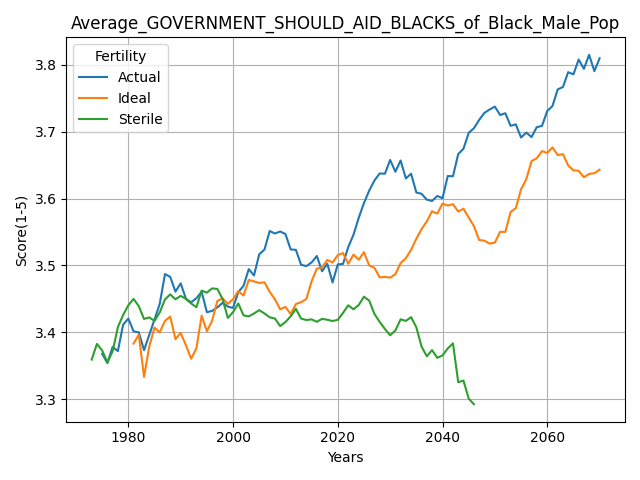 Average_GOVERNMENT_SHOULD_AID_BLACKS_of_Black_Male_Pop
Fertility
Actual
Ideal
Sterile
Score(1-5)
3.8
3.7
3.6
3.5
3.4
3.3
1980 2000 2020 2040 2060
Years